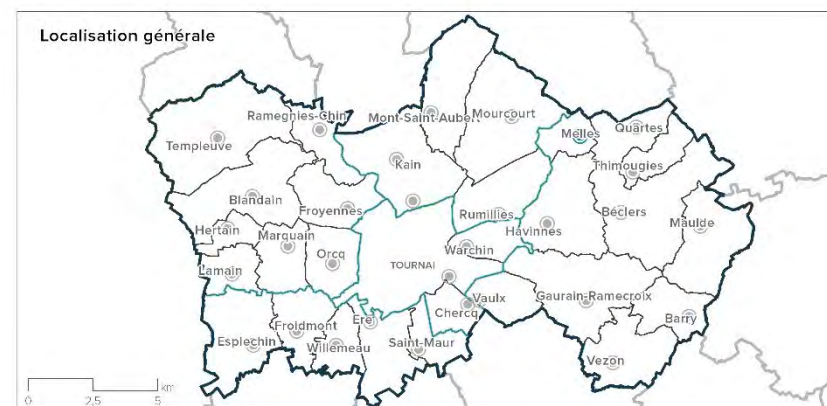 Localisation générale
Ramegnies-Chin
Mont-Saint-Aubert
Mourcourt
Templeuve
Melles
Quartes
Kain
Thimougies
Blandain
Froyennes
Rumillies
Havinnes
Béclers
Maulde
Hertain
Marquain
Orcq
Warchin
Lamain
TOURNAI
Vaulx
Gaurain-Ramecroix
Chercq
Barry
Froidmont
Ere
Esplechin
Willemeau
Saint-Maur
Vezon
km
0 2,5 5